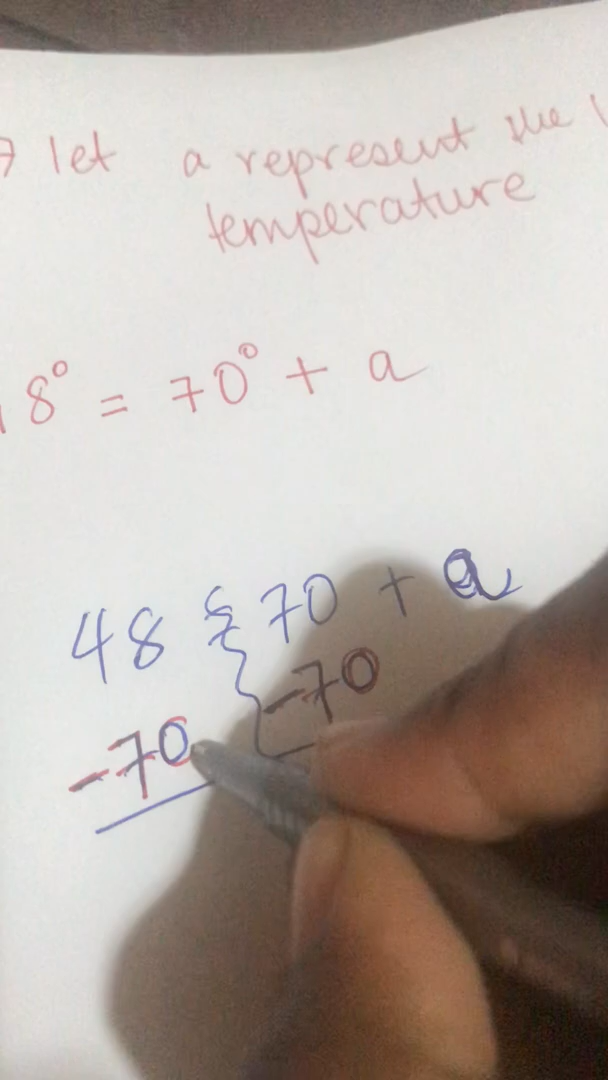 let a represent the
temperature
8° = 70° + a
48 = 70 + a
-70 -70